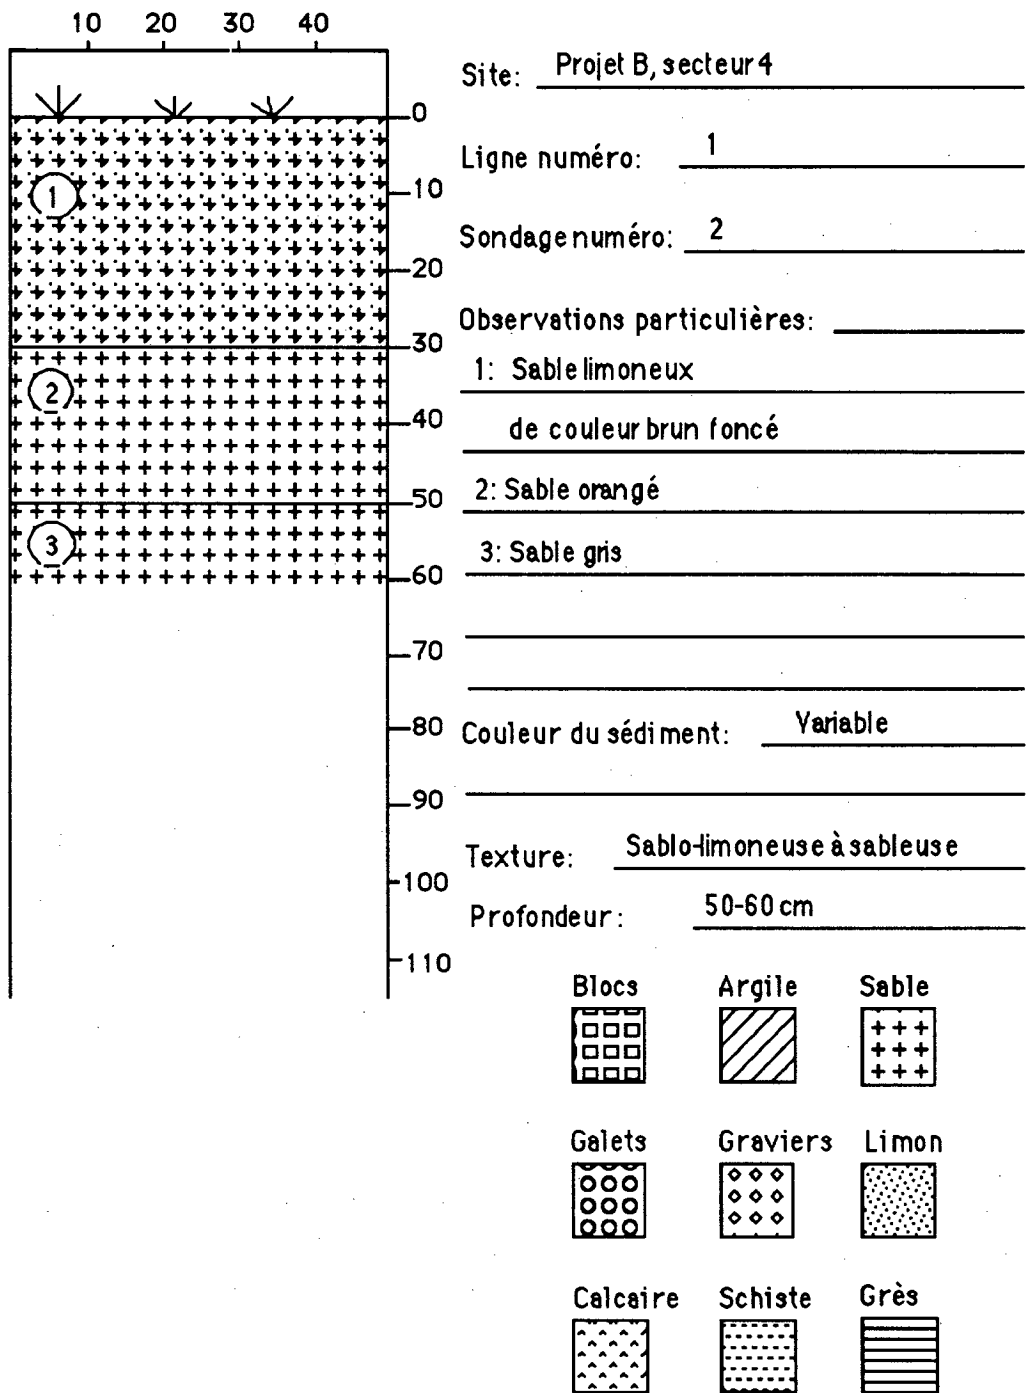 10 20 30 40
0
10
20
30
40
50
60
70
80
90
100
110
1
2
3
Site: Projet B, secteur 4
Ligne numéro: 1
Sondage numéro: 2
Observations particulières:
1: Sable limoneux
de couleur brun foncé
2: Sable orangé
3: Sable gris
Couleur du sédiment: Variable
Texture: Sablo-limoneuse à sableuse
Profondeur: 50-60 cm
Blocs Argile Sable
Galets Graviers Limon
Calcaire Schiste Grès